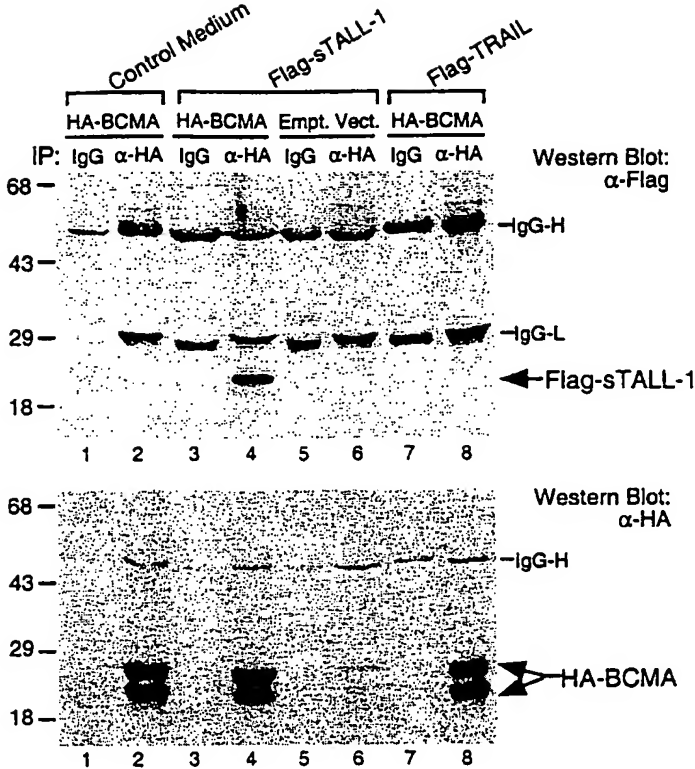 Control Medium
Flag-sTALL-1
Flag-TRAIL
HA-BCMA HA-BCMA Empt. Vect. HA-BCMA
iP: IgG α-HA IgG α-HA IgG α-HA IgG α-HA
Western Blot:
α-Flag
68
IgG-H
43
29
IgG-L
Flag-sTALL-1
18
1 2 3 4 5 6 7 8
Western Blot:
α-HA
68
IgG-H
43
29
HA-BCMA
18
1 2 3 4 5 6 7 8